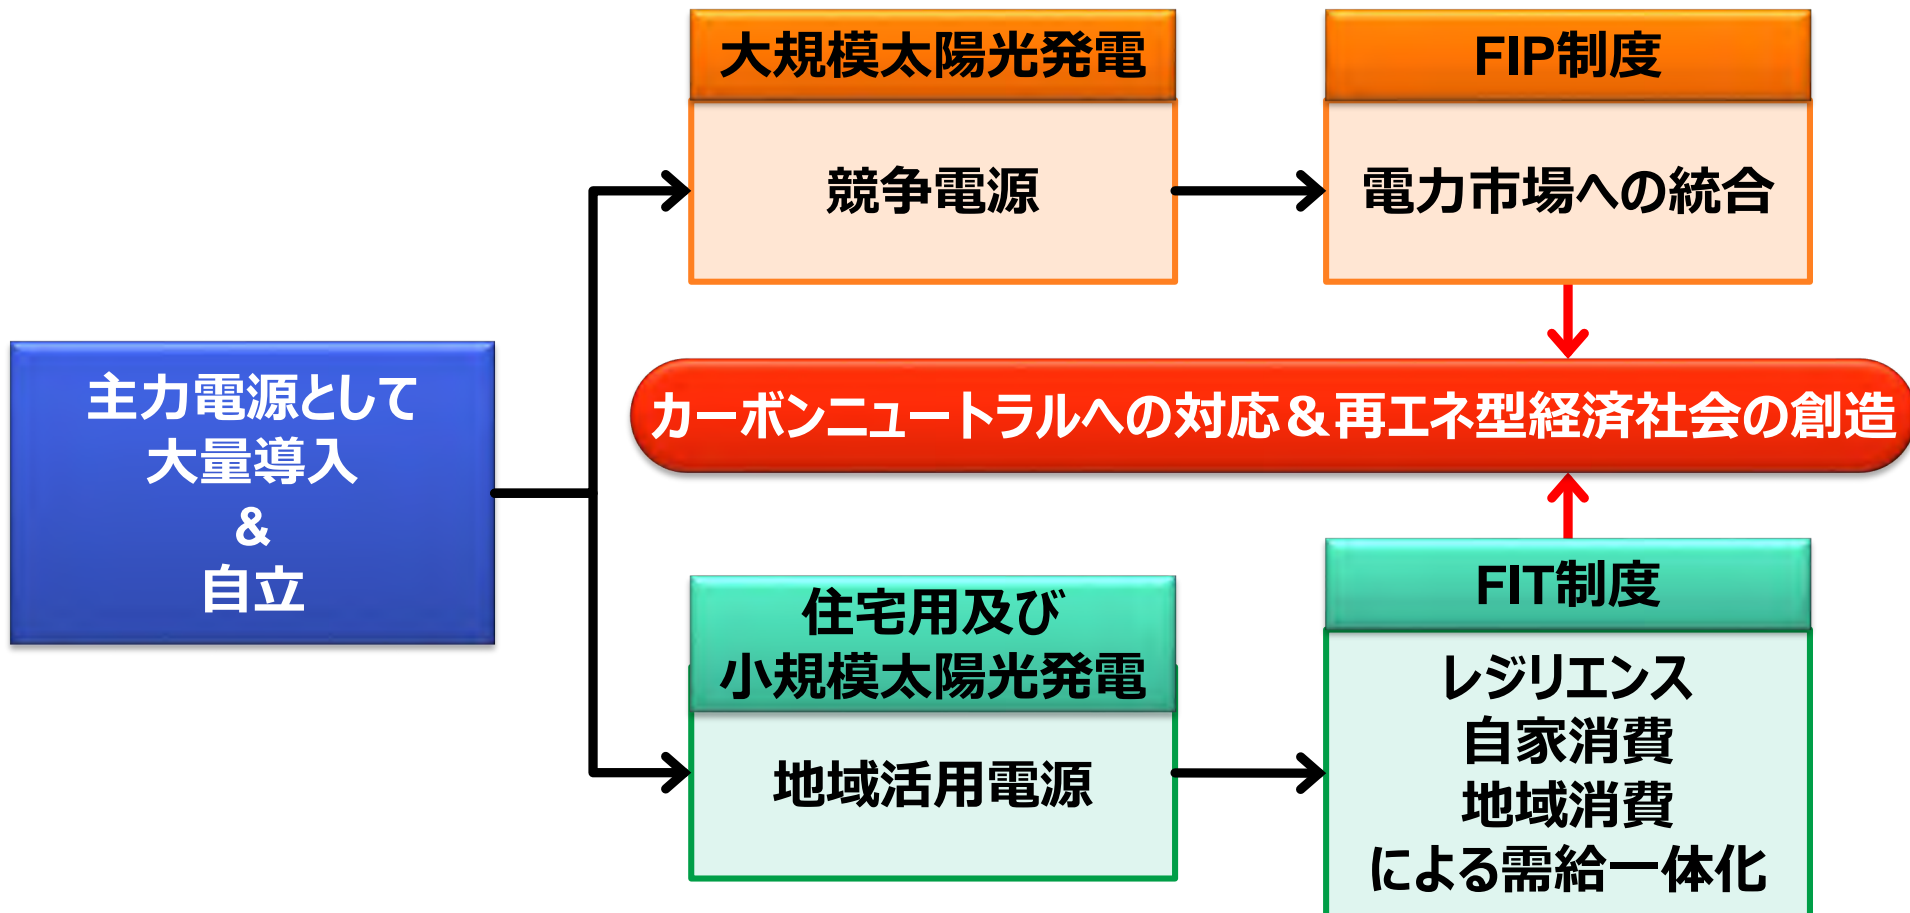 主力電源として
大量導入
&
自立
大規模太陽光発電
競争電源
FIP制度
電力市場への統合
カーボンニュートラルへの対応＆再エネ型経済社会の創造
住宅用及び
小規模太陽光発電
地域活用電源
FIT制度
レジリエンス
自家消費
地域消費
による需給一体化